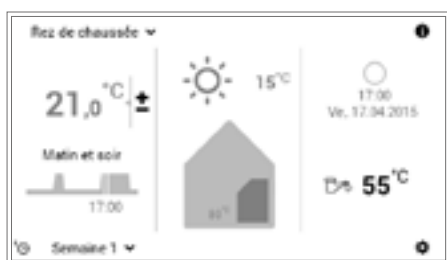 Rez de chaussée
21,0 °C ±
Matin et soir
17:00
Semaine 1
15 °C
17:00
Ve, 17.04.2015
55 °C